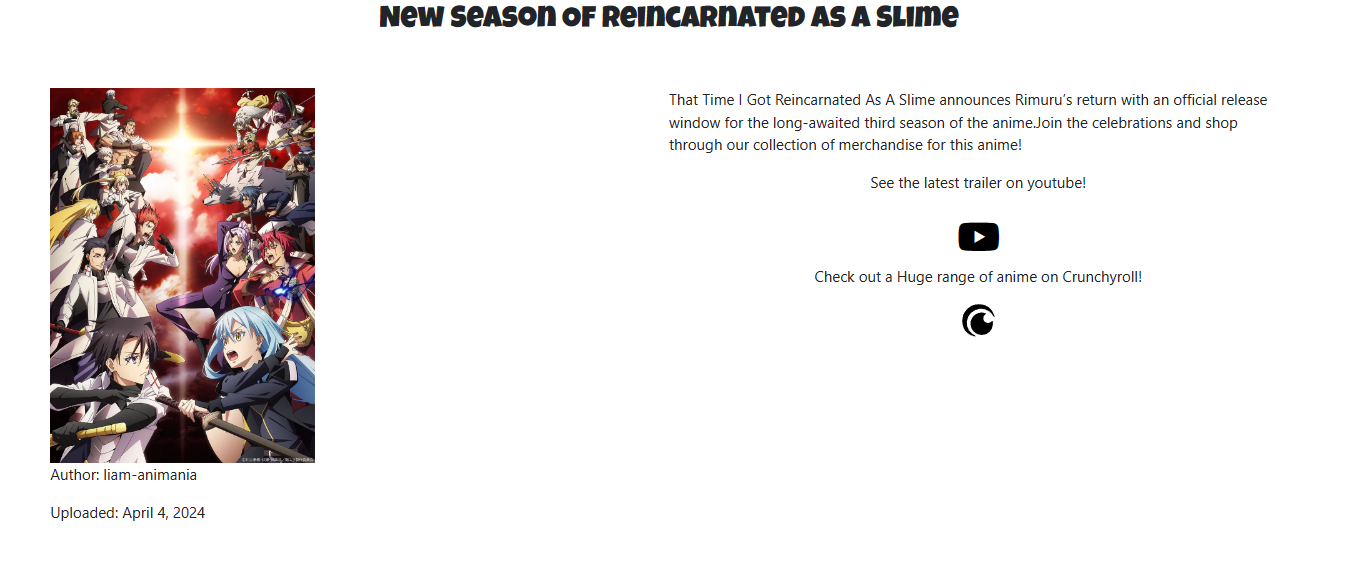 New Season of Reincarnated as a Slime
That Time I Got Reincarnated As A Slime announces Rimuru’s return with an official release
window for the long-awaited third season of the anime.Join the celebrations and shop
through our collection of merchandise for this anime!
See the latest trailer on youtube!
Check out a Huge range of anime on Crunchyroll!
Author: liam-animania
Uploaded: April 4, 2024